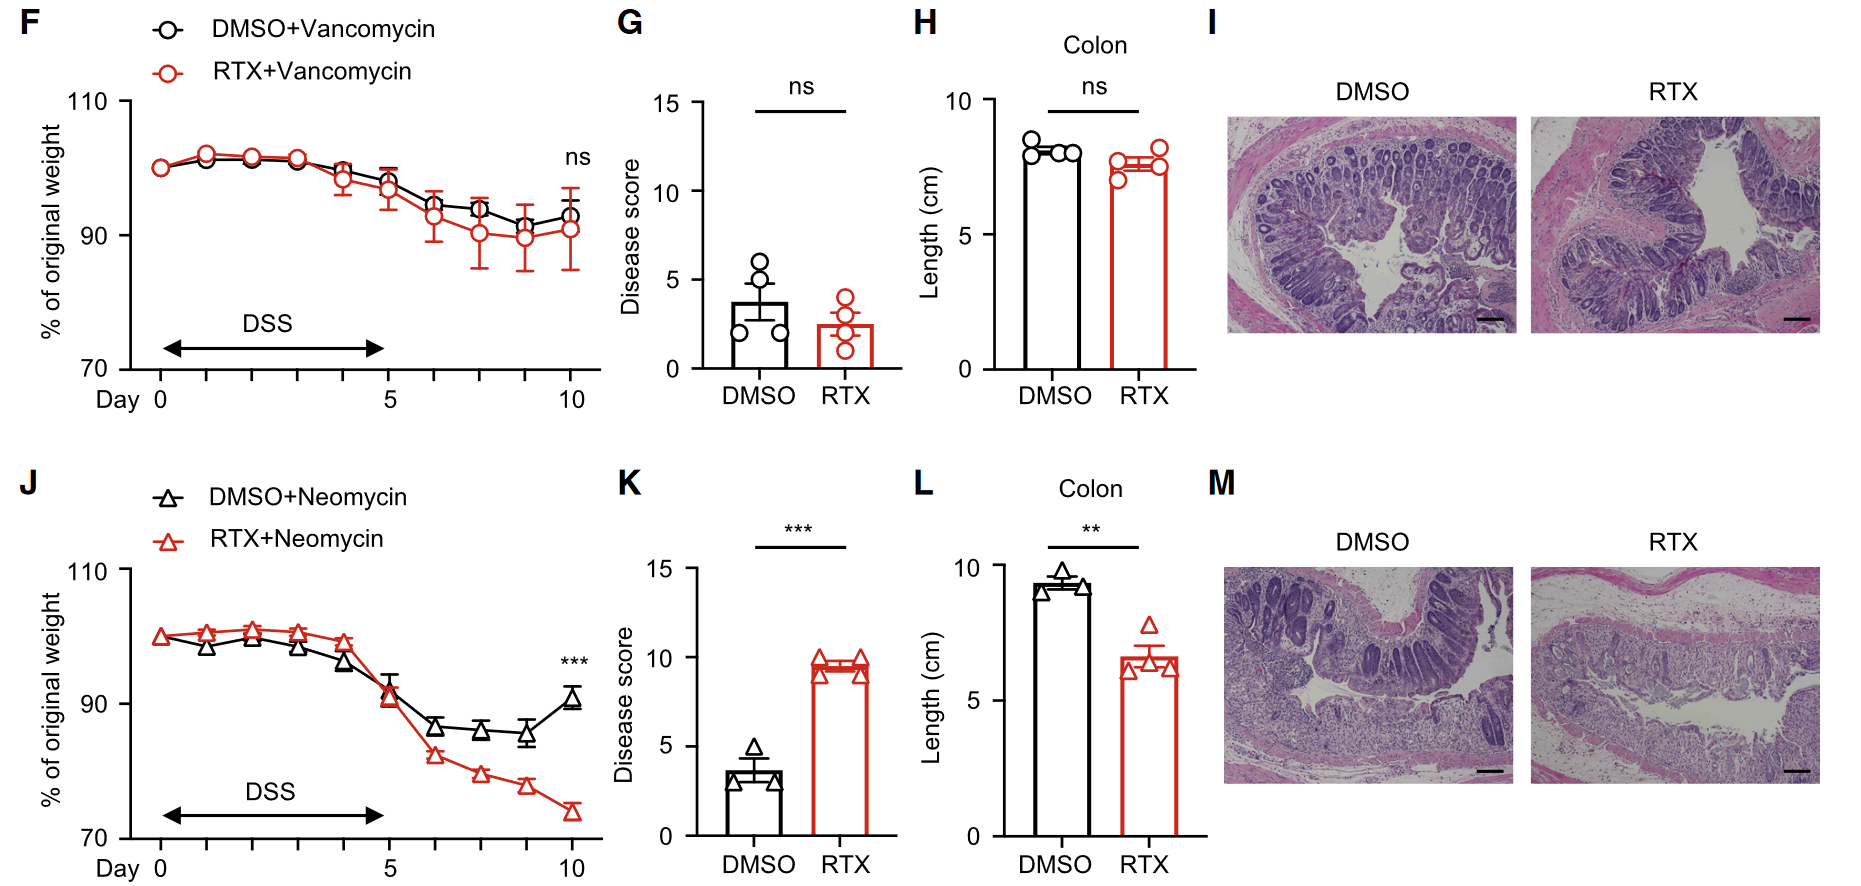 F
DMSO+Vancomycin
RTX+Vancomycin
110
90
70
% of original weight
ns
DSS
Day 0 5 10
G
ns
15
10
5
0
Disease score
DMSO RTX
H
Colon
ns
10
5
0
Length (cm)
DMSO RTX
I
DMSO RTX
J
DMSO+Neomycin
RTX+Neomycin
110
90
70
% of original weight
***
DSS
Day 0 5 10
K
***
15
10
5
0
Disease score
DMSO RTX
L
Colon
**
10
5
0
Length (cm)
DMSO RTX
M
DMSO RTX